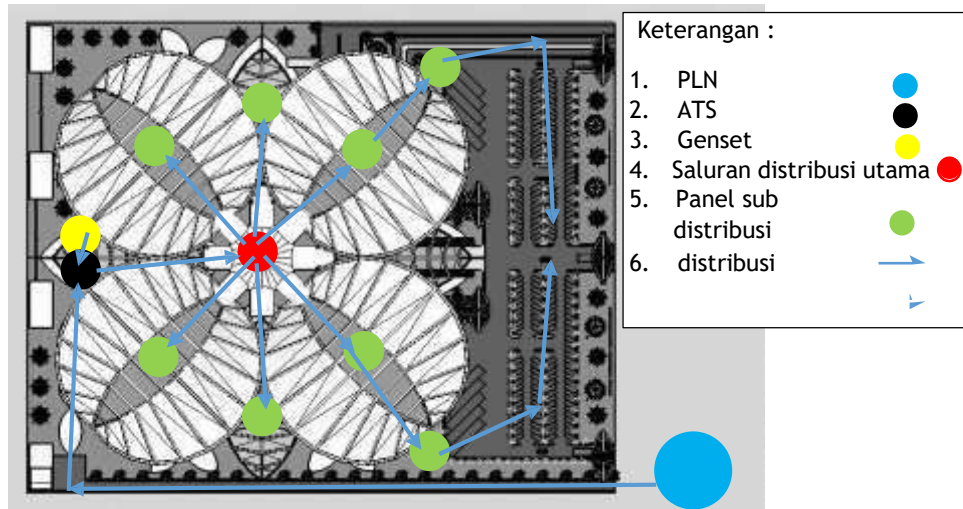 Keterangan :
1. PLN
2. ATS
3. Genset
4. Saluran distribusi utama
5. Panel sub
distribusi
6. distribusi